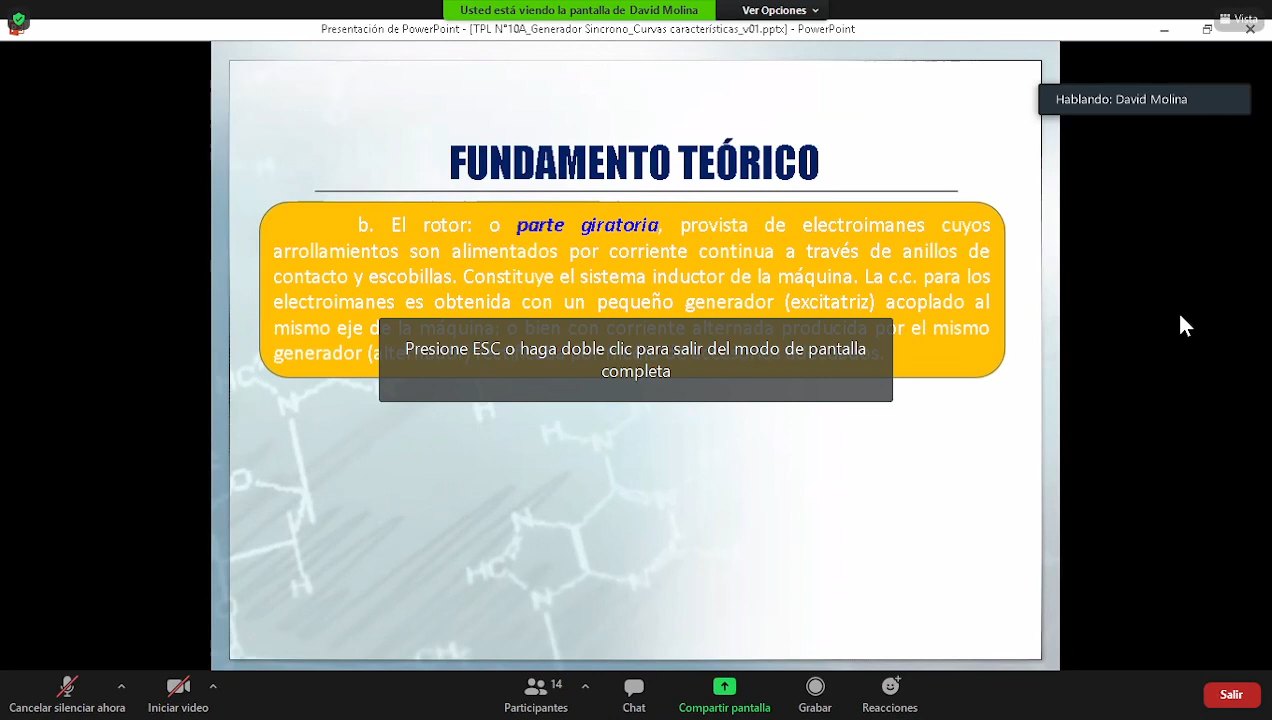 Usted está viendo la pantalla de David Molina
Ver Opciones
Vista
Presentación de PowerPoint - [TPL N°10A_Generador Sincrono_Curvas características_v01.pptx] - PowerPoint
Hablando: David Molina
FUNDAMENTO TEÓRICO
b. El rotor: o parte giratoria, provista de electroimanes cuyos
arrollamientos son alimentados por corriente continua a través de anillos de
contacto y escobillas. Constituye el sistema inductor de la máquina. La c.c. para los
electroimanes es obtenida con un pequeño generador (excitatriz) acoplado al
mismo eje de la máquina; o bien con corriente alternada producida por el mismo
generador
Presione ESC o haga doble clic para salir del modo de pantalla
completa
HC
N
H
H
N
O
N
N
H
HC
N
N
CH
Cancelar silenciar ahora
Iniciar video
14
Participantes
Chat
Compartir pantalla
Grabar
Reacciones
Salir